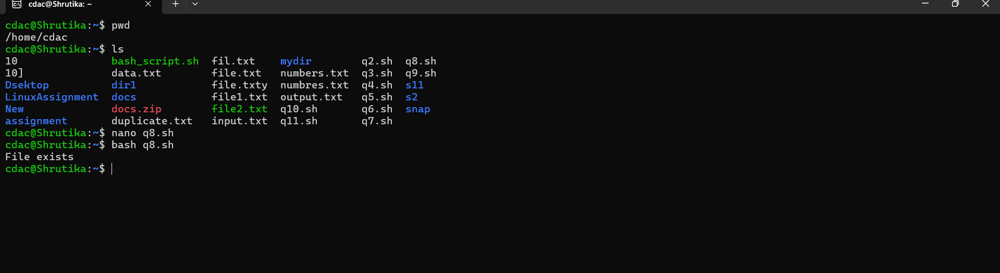 cdac@Shrutika: ~
cdac@Shrutika:~$ pwd
/home/cdac
cdac@Shrutika:~$ ls
10 bash_script.sh fil.txt mydir q2.sh q8.sh
10] data.txt file.txt numbers.txt q3.sh q9.sh
Dsektop dir1 file.txty numbres.txt q4.sh s11
LinuxAssignment docs file1.txt output.txt q5.sh s2
New docs.zip file2.txt q10.sh q6.sh snap
assignment duplicate.txt input.txt q11.sh q7.sh
cdac@Shrutika:~$ nano q8.sh
cdac@Shrutika:~$ bash q8.sh
File exists
cdac@Shrutika:~$